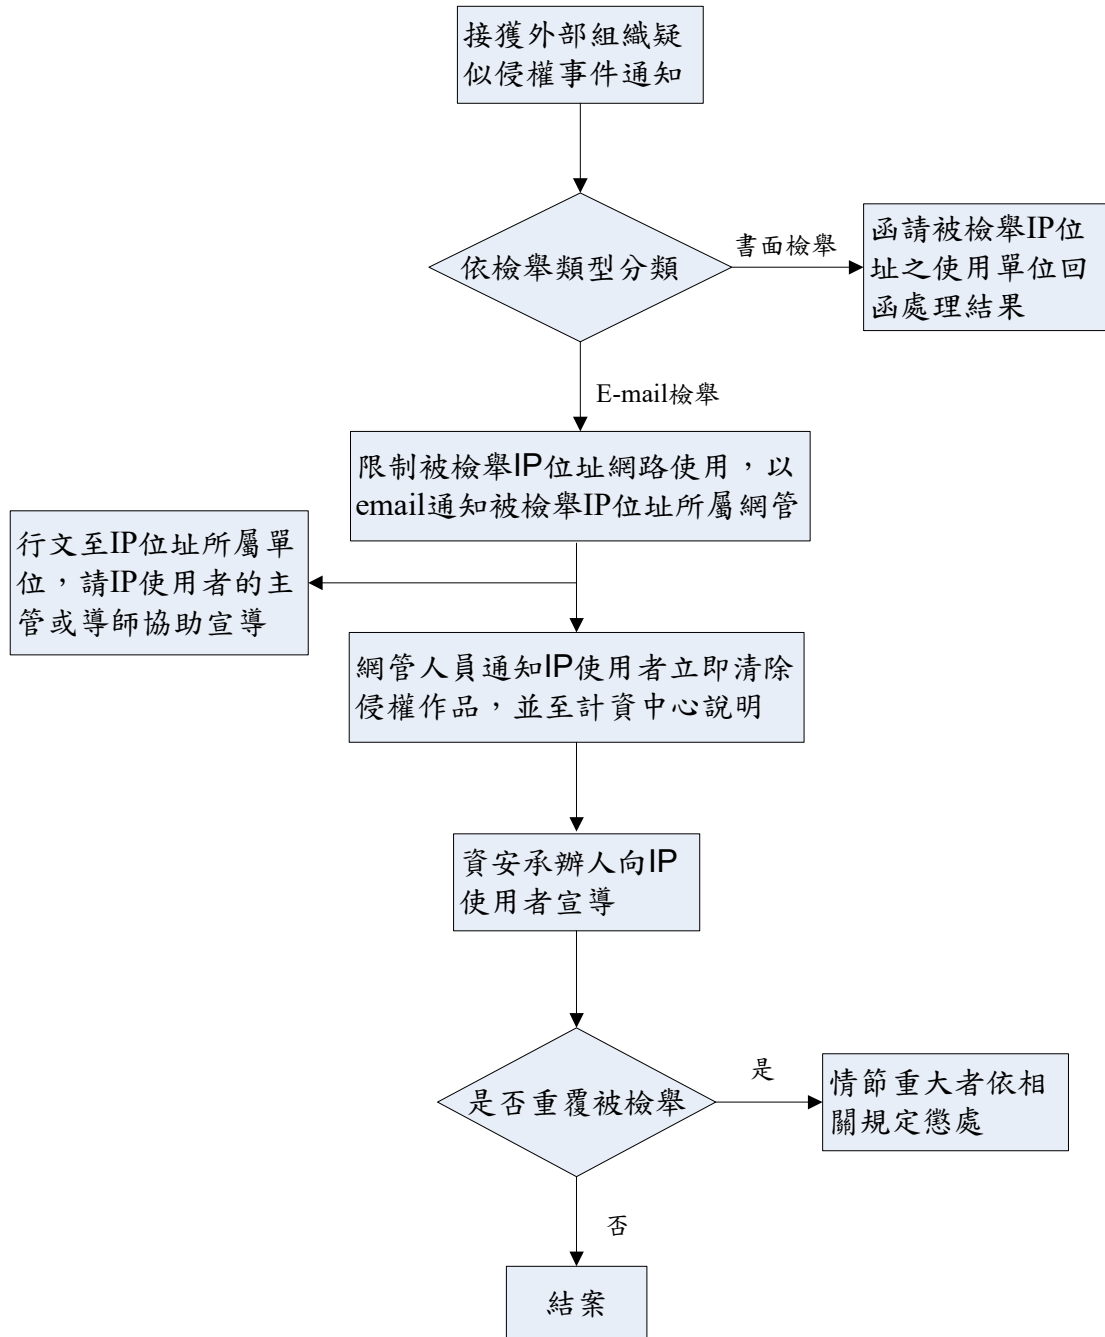 接獲外部組織疑
似侵權事件通知
依檢舉類型分類
書面檢舉
函請被檢舉IP位
址之使用單位回
函處理結果
E-mail檢舉
限制被檢舉IP位址網路使用，以
email通知被檢舉IP位址所屬網管
行文至IP位址所屬單
位，請IP使用者的主
管或導師協助宣導
網管人員通知IP使用者立即清除
侵權作品，並至計資中心說明
資安承辦人向IP
使用者宣導
是否重覆被檢舉
是
情節重大者依相
關規定懲處
否
結案